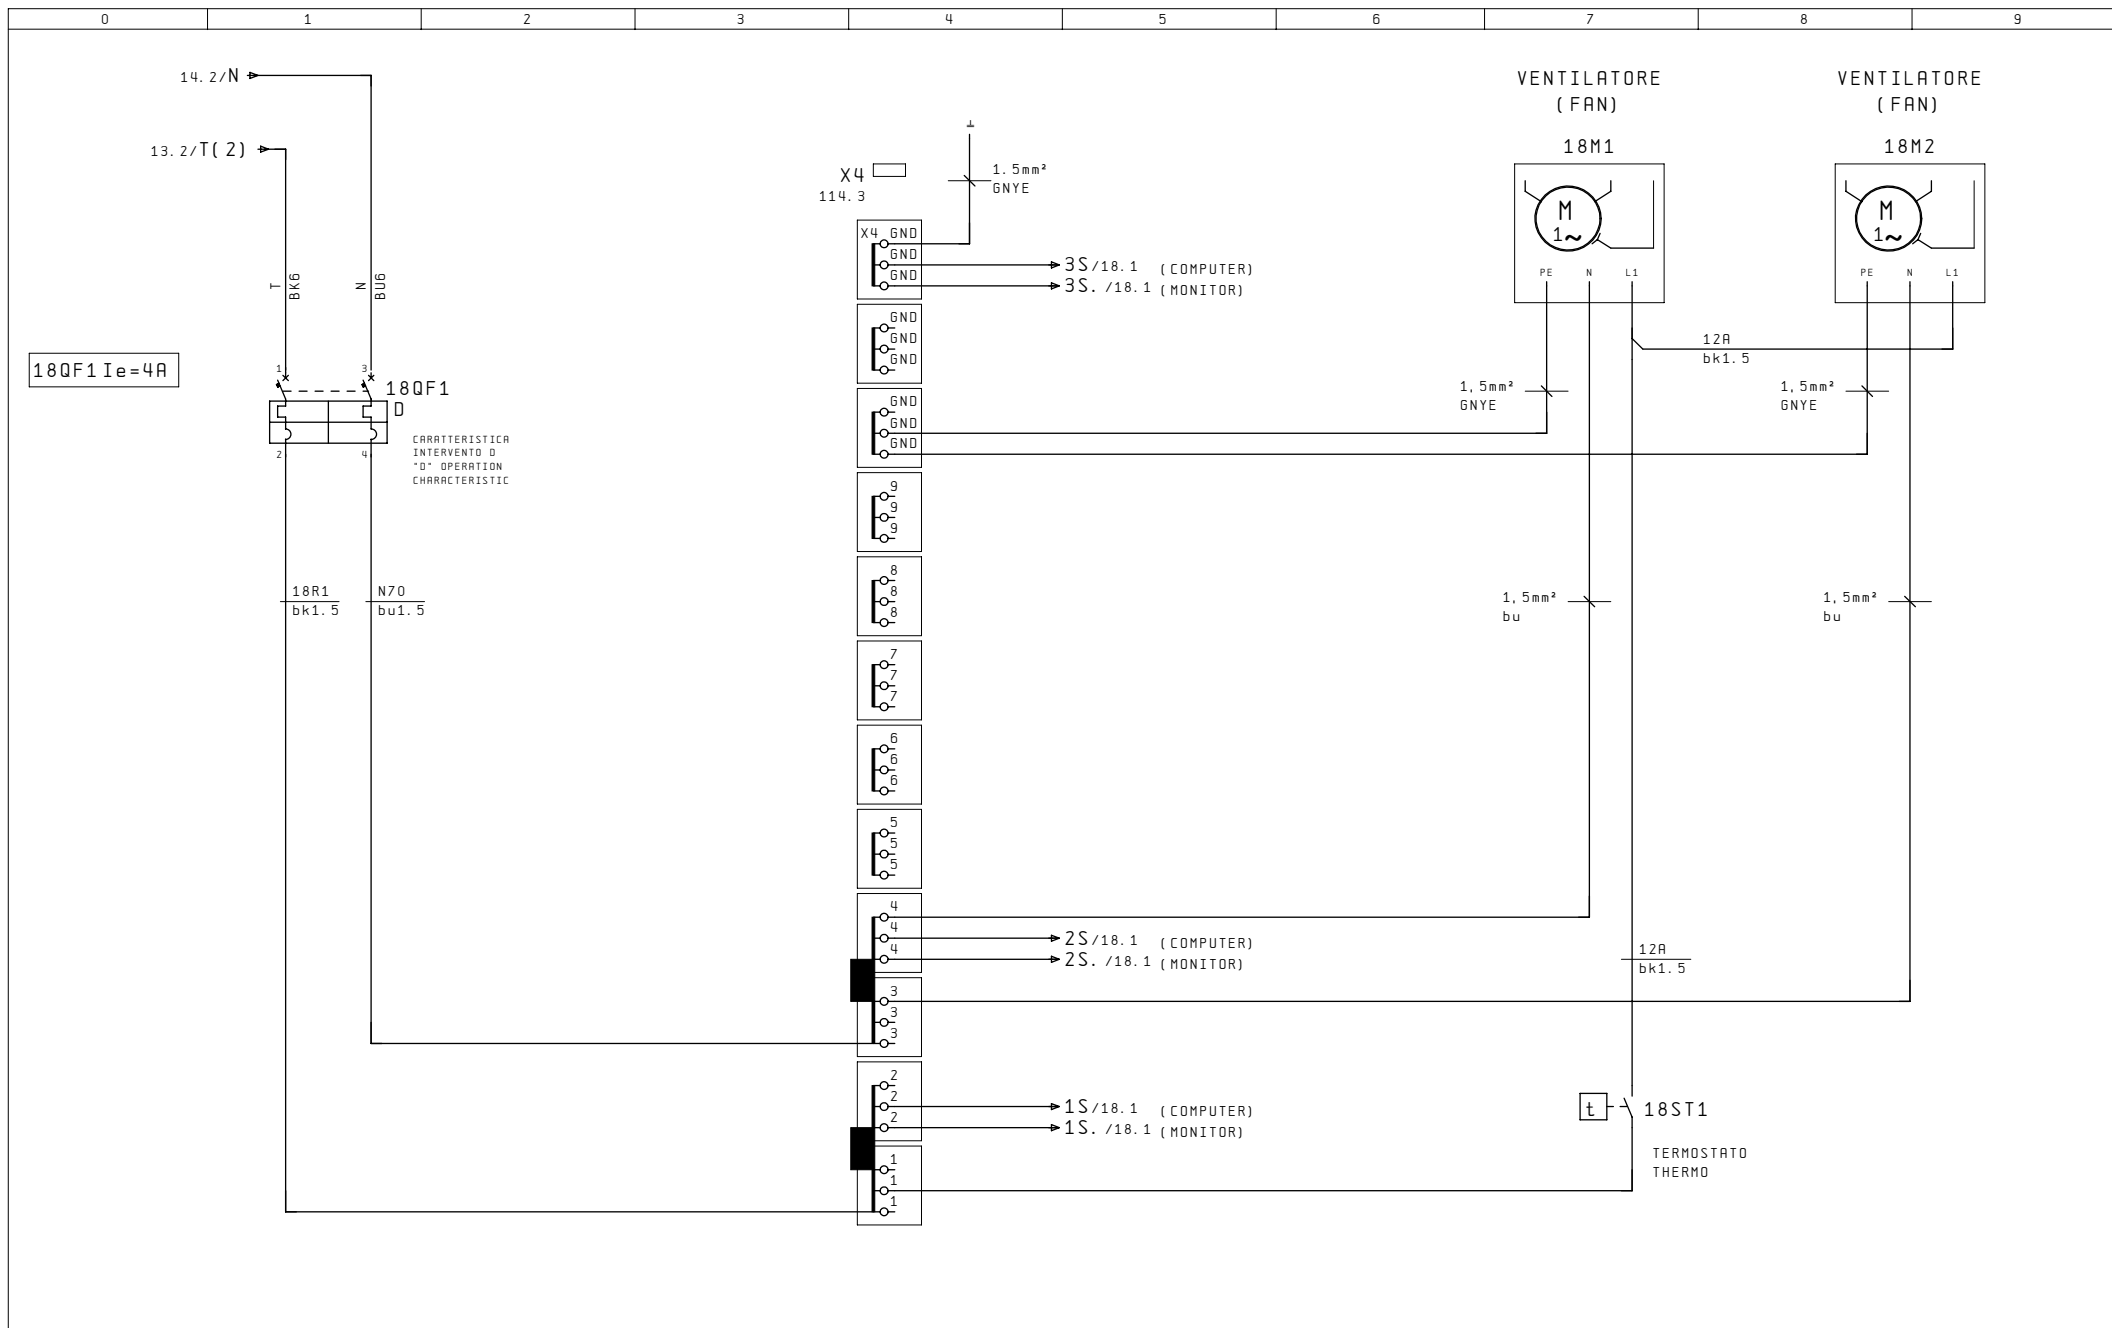 0 1 2 3 4 5 6 7 8 9
14.2/N
13.2/T(2)
T
BK6
N
BU6
18QF1 Ie=4A
1
3
18QF1
D
2
4
CARATTERISTICA
INTERVENTO D
"D" OPERATION
CHARACTERISTIC
18R1
bk1.5
N70
bu1.5
X4
114.3
1.5mm²
GNYE
X4 GND
GND
GND
3S/18.1 (COMPUTER)
3S./18.1 (MONITOR)
GND
GND
GND
GND
GND
GND
9
9
9
8
8
8
7
7
7
6
6
6
5
5
5
4
4
4
2S/18.1 (COMPUTER)
2S./18.1 (MONITOR)
3
3
3
2
2
2
1S/18.1 (COMPUTER)
1S./18.1 (MONITOR)
1
1
1
VENTILATORE
(FAN)
18M1
M
1~
PE N L1
VENTILATORE
(FAN)
18M2
M
1~
PE N L1
12A
bk1.5
1,5mm²
GNYE
1,5mm²
GNYE
1,5mm²
bu
1,5mm²
bu
12A
bk1.5
t
18ST1
TERMOSTATO
THERMO